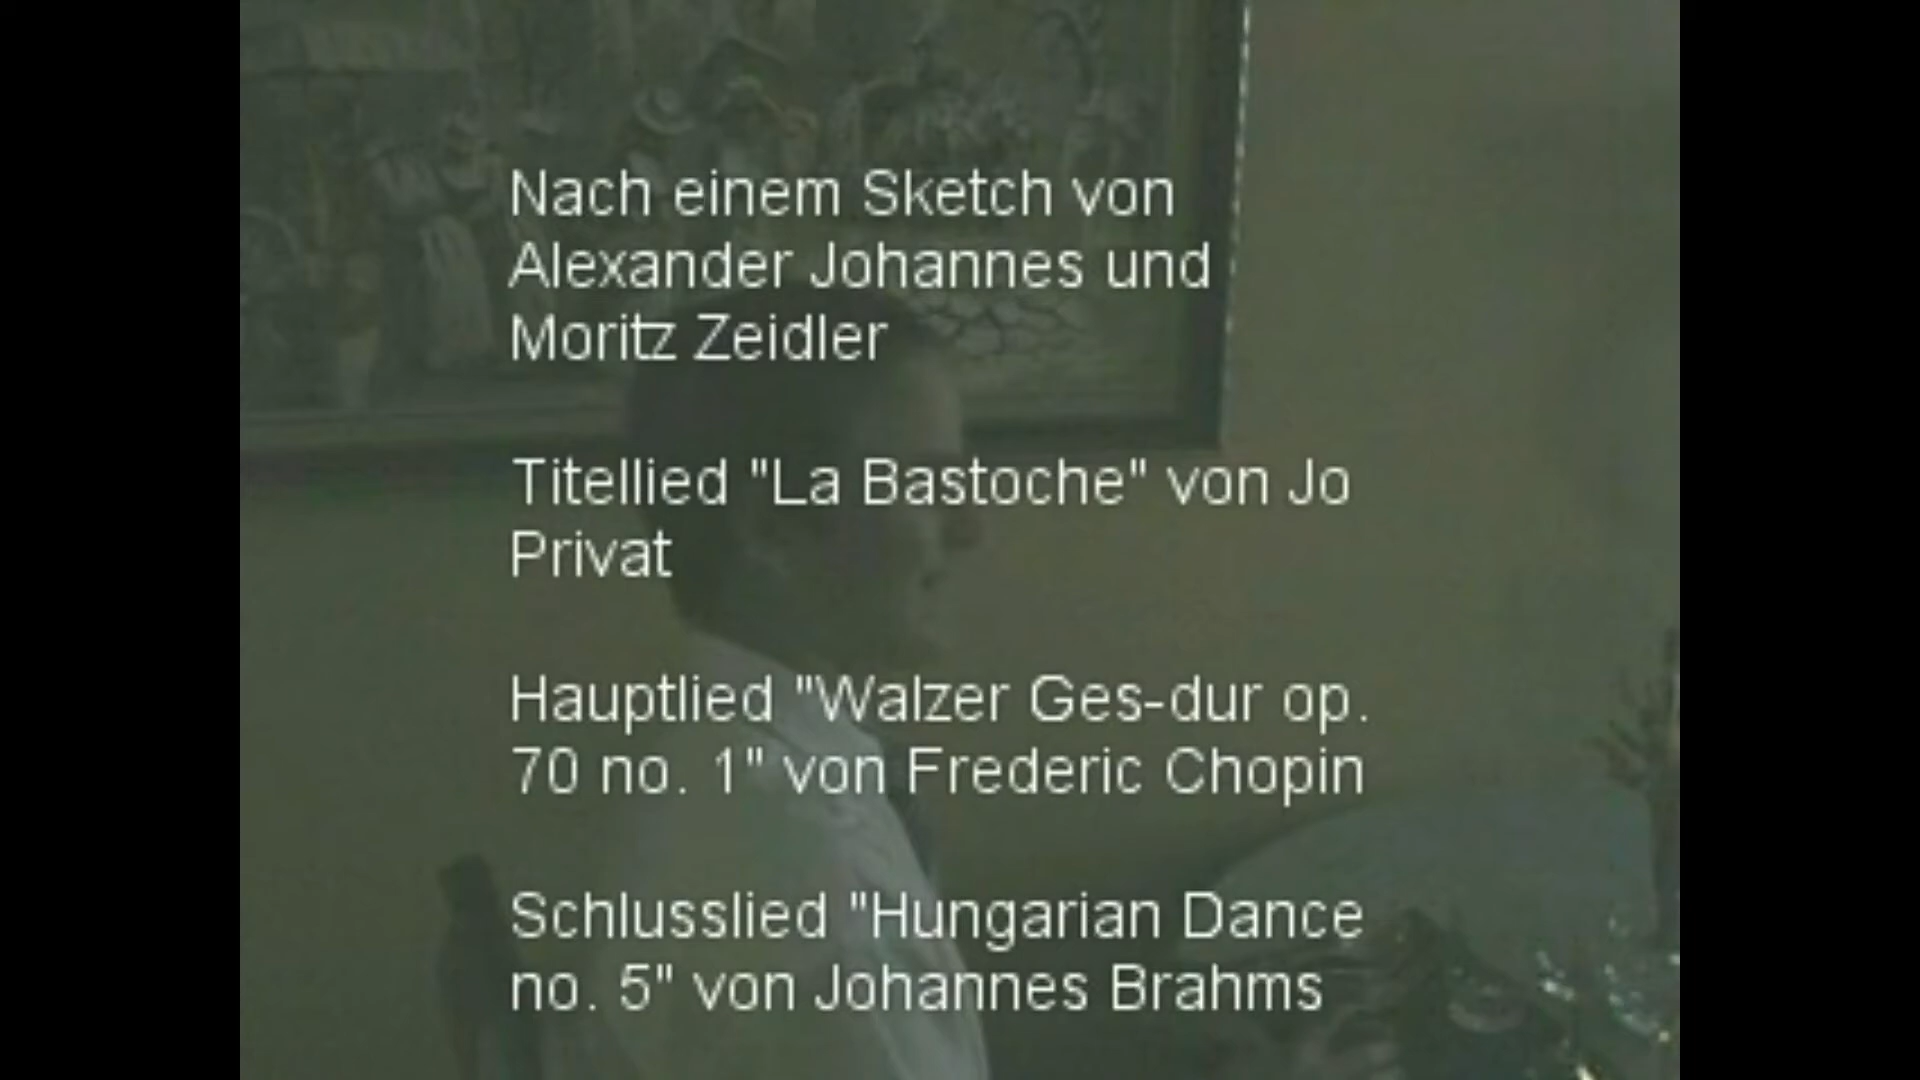 Nach einem Sketch von
Alexander Johannes und
Moritz Zeidler
Titellied "La Bastoche" von Jo
Privat
Hauptlied "Walzer Ges-dur op.
70 no. 1" von Frederic Chopin
Schlusslied "Hungarian Dance
no. 5" von Johannes Brahms